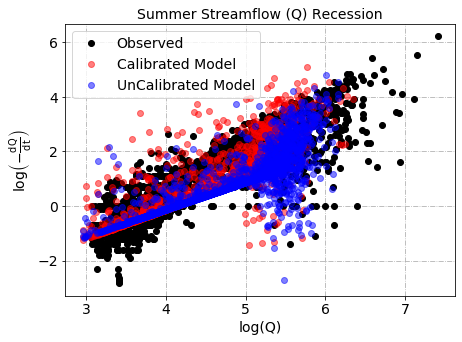 Summer Streamflow (Q) Recession
Observed
Calibrated Model
UnCalibrated Model
log(−dQ/dt)
6
4
2
0
−2
3 4 5 6 7
log(Q)